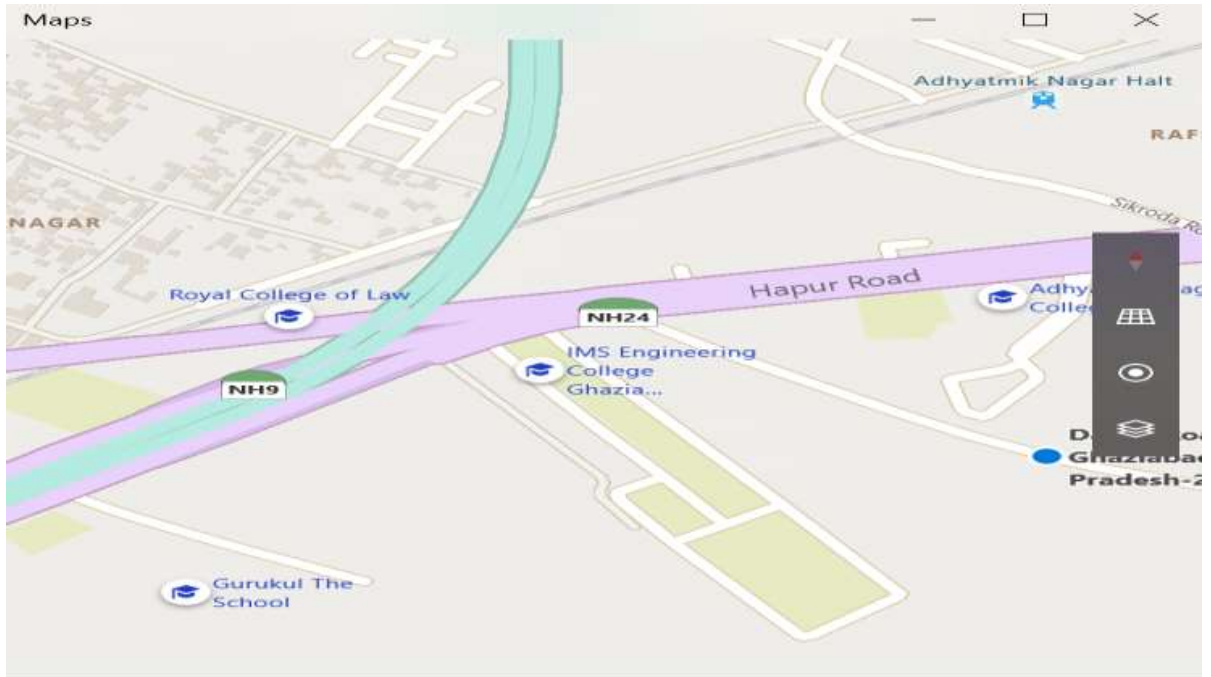 Maps
Adhyatmik Nagar Halt
RAF
Sikroda
NAGAR
Hapur Road
Royal College of Law
NH24
IMS Engineering
College
Ghazia...
NH9
Gurukul The
School
Pradesh-2